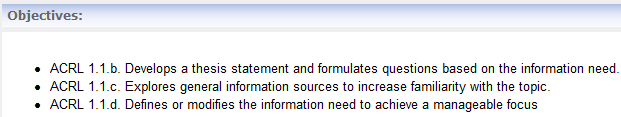 Objectives:
• ACRL 1.1.b. Develops a thesis statement and formulates questions based on the information need.
• ACRL 1.1.c. Explores general information sources to increase familiarity with the topic.
• ACRL 1.1.d. Defines or modifies the information need to achieve a manageable focus